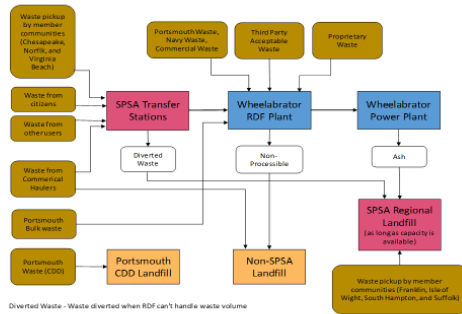 Waste pickup
by member
communities
(Chesapeake,
Norflk, and
Virginia
Beach)
Portsmouth Waste,
Navy Waste,
Commercial Waste
Third Party
Acceptable
Waste
Proprietary
Waste
Waste from
citizens
SPSA Transfer
Stations
Wheelabrator
RDF Plant
Wheelabrator
Power Plant
Waste from
other users
Diverted
Waste
Non-
Processible
Ash
Waste from
Commerical
Haulers
SPSA Regional
Landfill
(as long as capacity is
available)
Portsmouth
Bulk waste
Portsmouth
Waste (CDD)
Portsmouth
CDD Landfill
Non-SPSA
Landfill
Waste pickup by member
communities (Franklin, Isle of
Wight, South Hampton, and
Suffolk)
Diverted Waste - Waste diverted when RDF can't handle waste volume